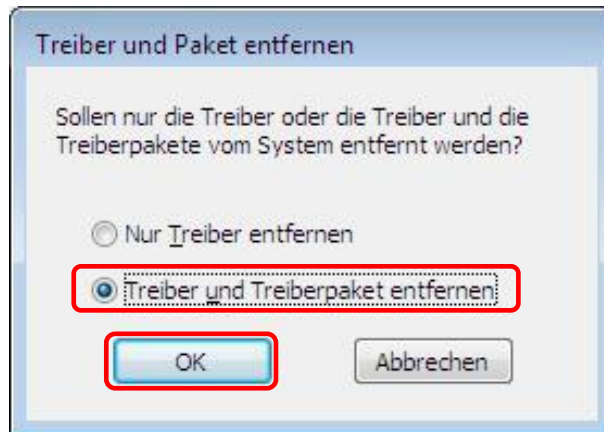 Treiber und Paket entfernen
Sollen nur die Treiber oder die Treiber und die
Treiberpakete vom System entfernt werden?
Nur Treiber entfernen
Treiber und Treiberpaket entfernen
OK
Abbrechen